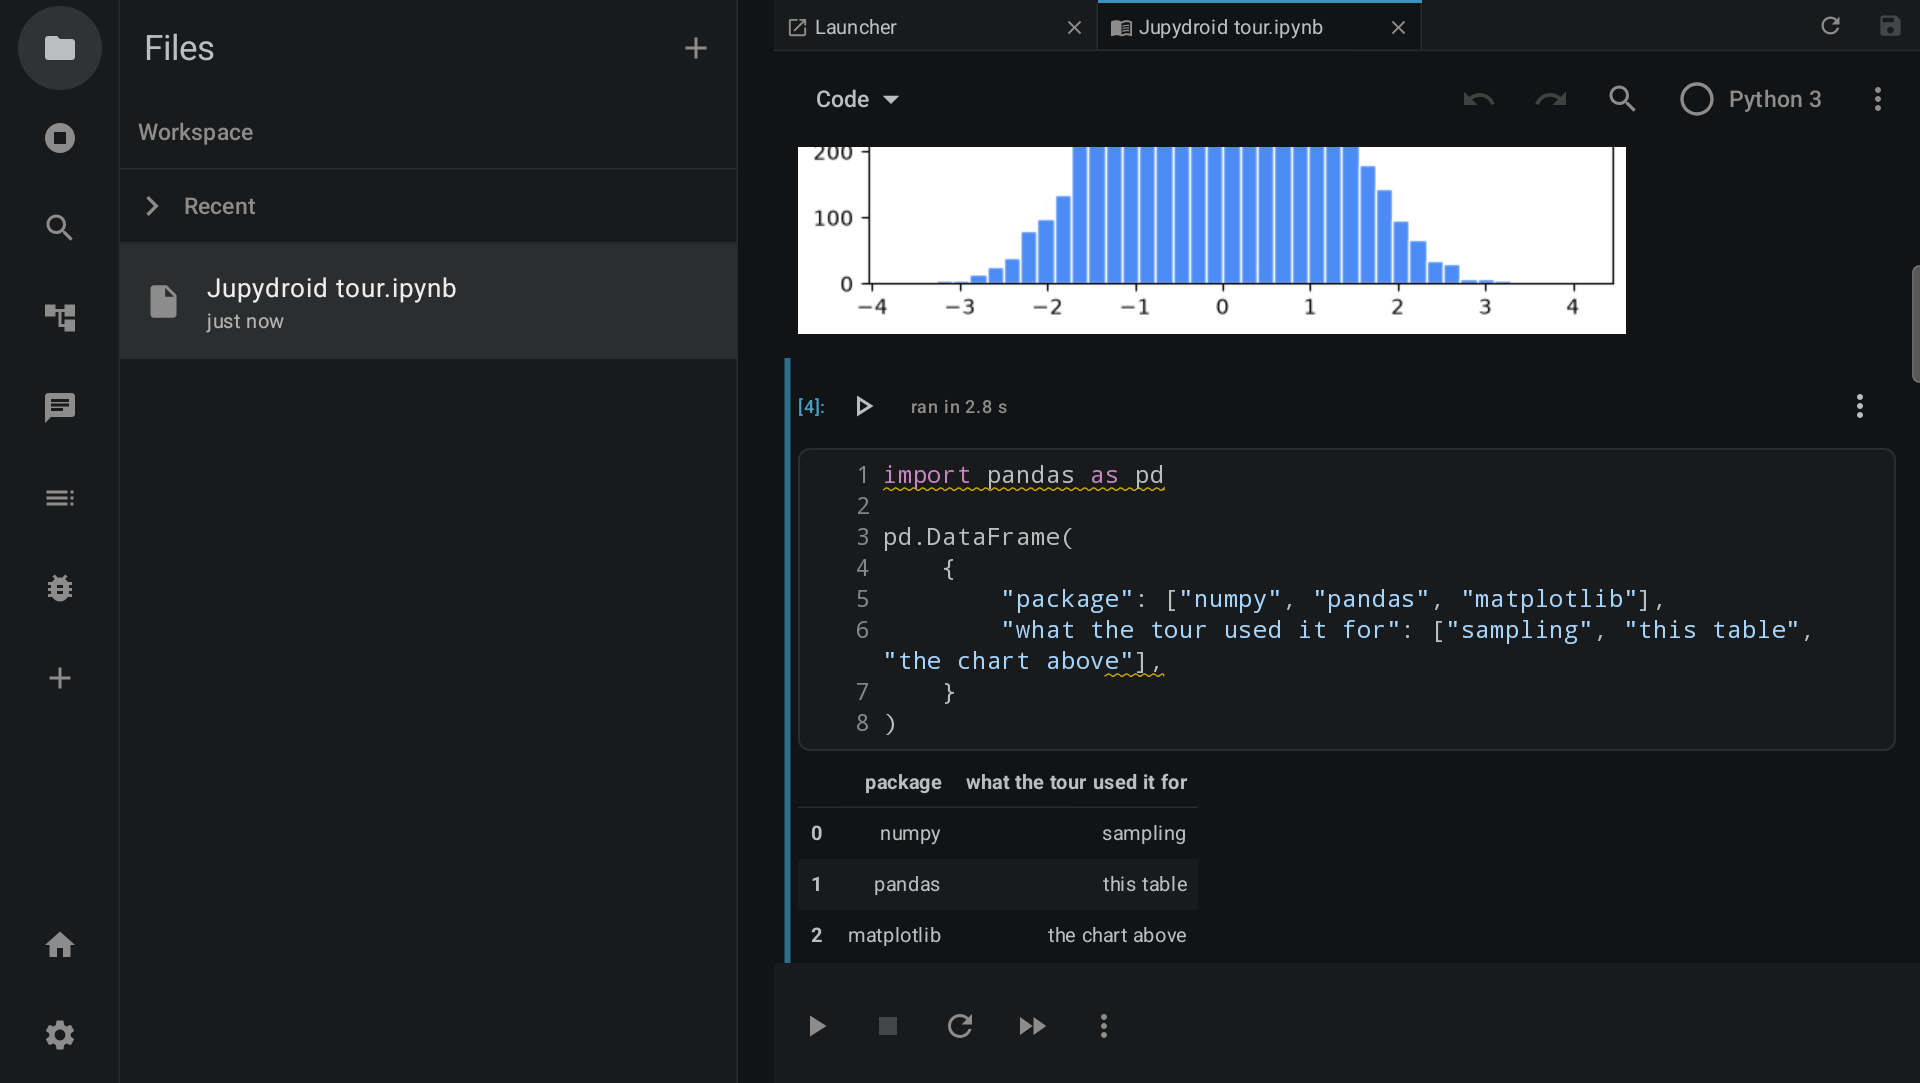 Files
Workspace
Recent
Jupydroid tour.ipynb
just now
Launcher
Jupydroid tour.ipynb
Code
Python 3
200
100
0
−4 −3 −2 −1 0 1 2 3 4
[4]: ran in 2.8 s
1 import pandas as pd
2
3 pd.DataFrame(
4 {
5 "package": ["numpy", "pandas", "matplotlib"],
6 "what the tour used it for": ["sampling", "this table",
"the chart above"],
7 }
8 )
package what the tour used it for
0 numpy sampling
1 pandas this table
2 matplotlib the chart above